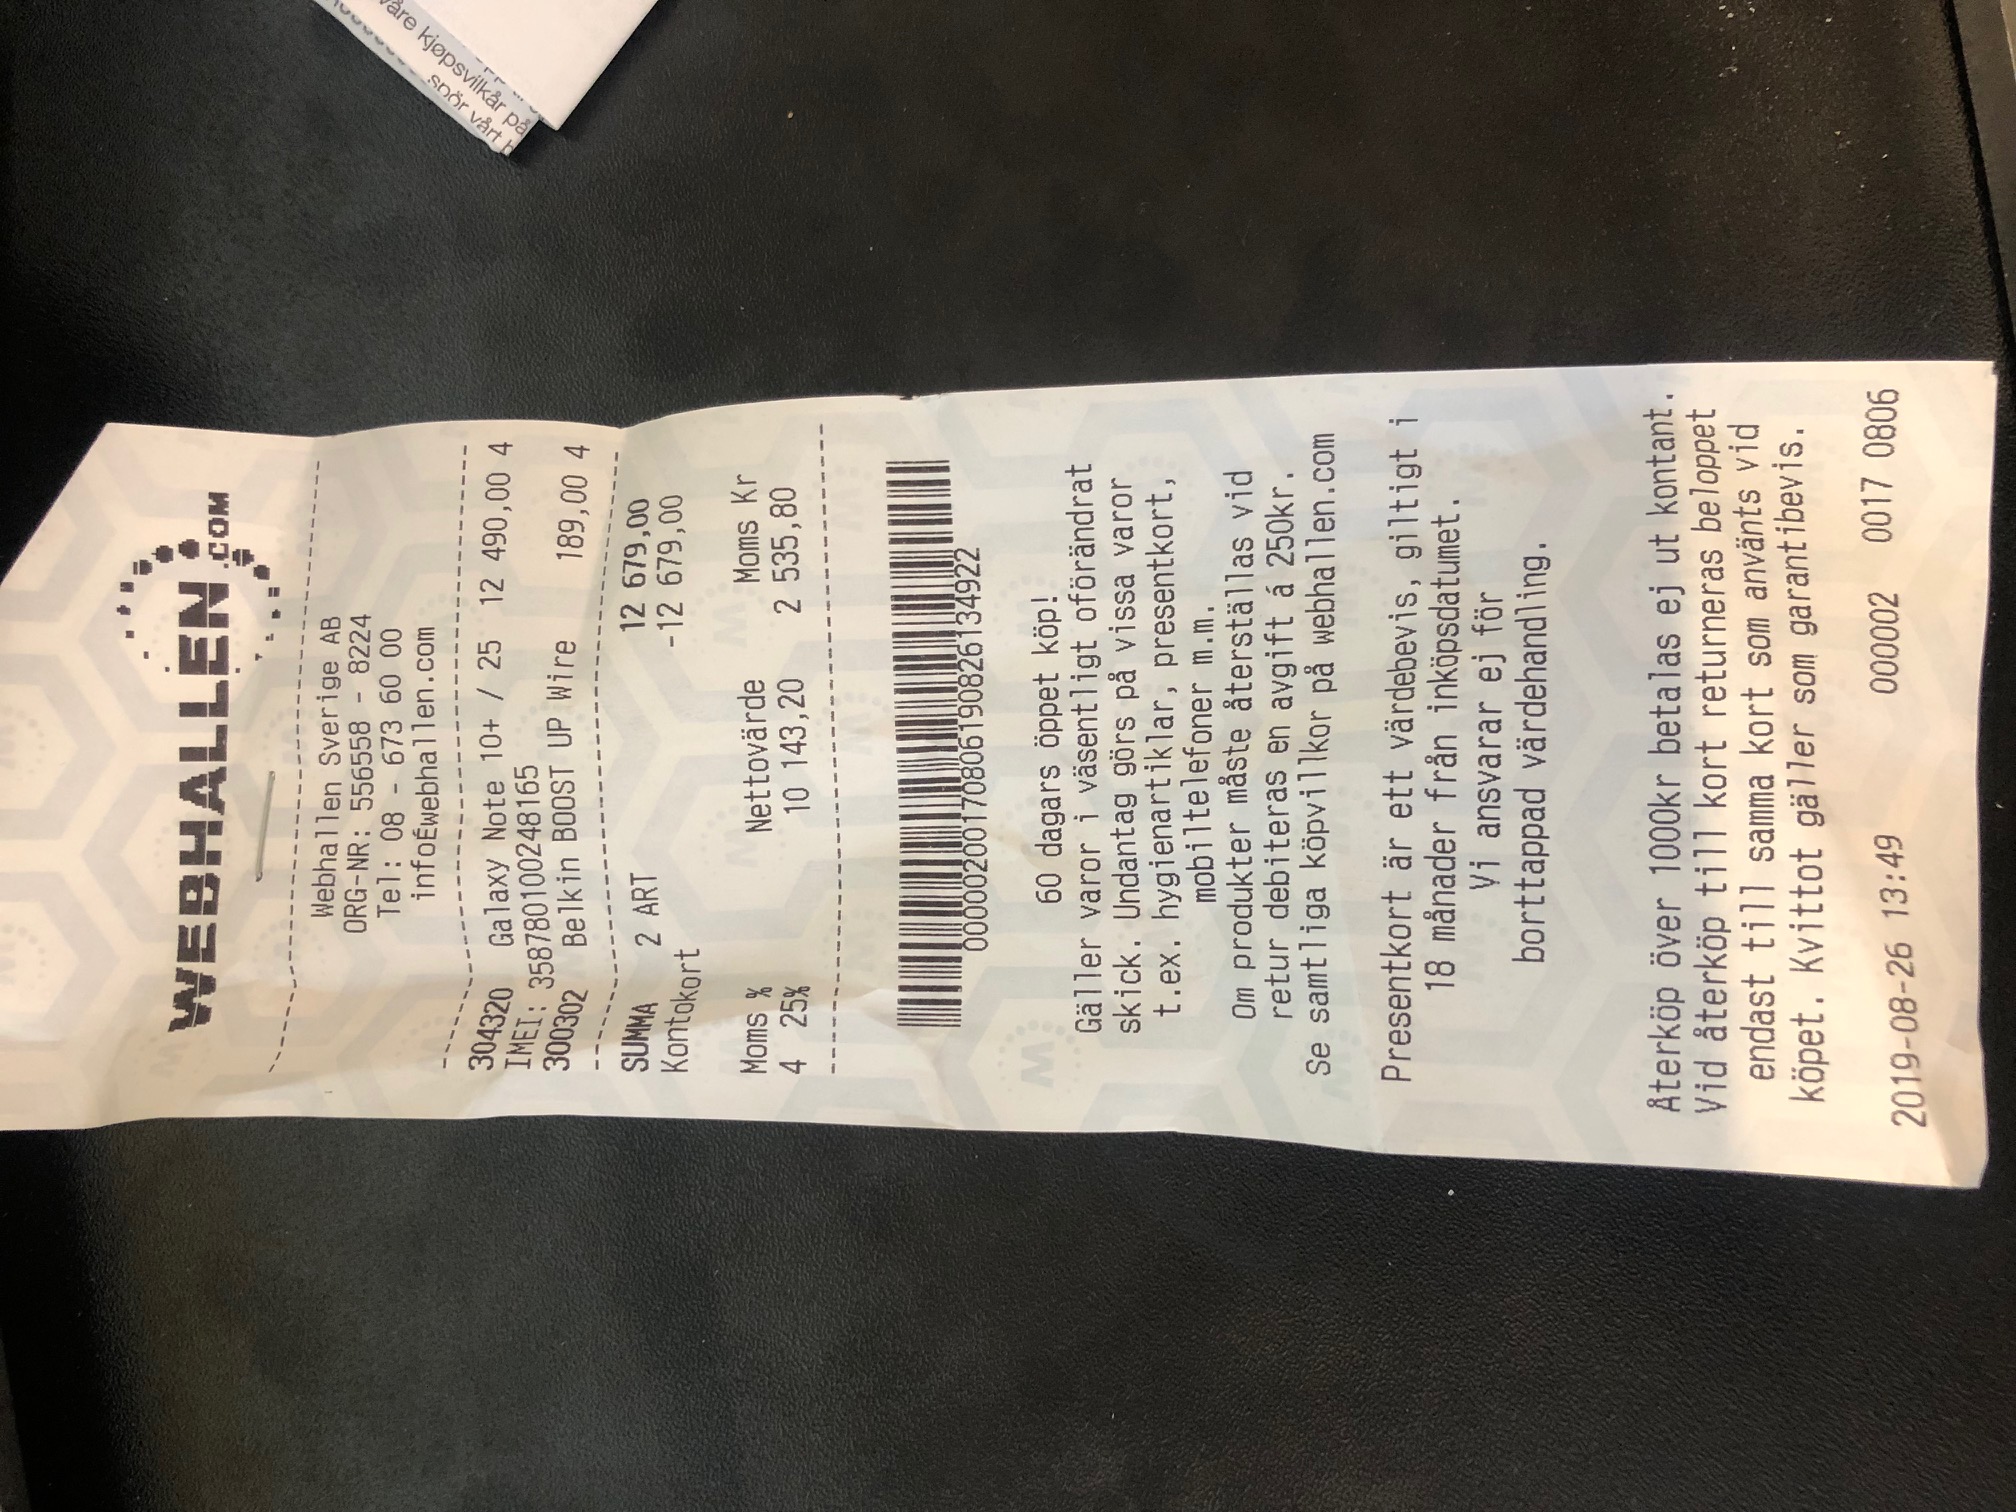 WEBHALLEN.COM
Webhallen Sverige AB
ORG-NR: 556558 - 8224
Tel: 08 - 673 60 00
infoÉwebhallen.com
304320 Galaxy Note 10+ / 25 12 490,00 4
IMEI: 358780100248165
300302 Belkin BOOST UP Wire 189,00 4
SUMMA 2 ART 12 679,00
Kontokort -12 679,00
Moms % Nettovärde Moms Kr
4 25% 10 143,20 2 535,80
00000200170806190826134922
60 dagars öppet köp!
Gäller varor i väsentligt oförändrat
skick. Undantag görs på vissa varor
t.ex. hygienartiklar, presentkort,
mobiltelefoner m.m.
Om produkter måste återställas vid
retur debiteras en avgift á 250kr.
Se samtliga köpvillkor på webhallen.com
Presentkort är ett värdebevis, giltigt i
18 månader från inköpsdatumet.
Vi ansvarar ej för
borttappad värdehandling.
Återköp över 1000kr betalas ej ut kontant.
Vid återköp till kort returneras beloppet
endast till samma kort som använts vid
köpet. Kvittot gäller som garantibevis.
2019-08-26 13:49 000002 0017 0806
våre kjøpsvilkår på